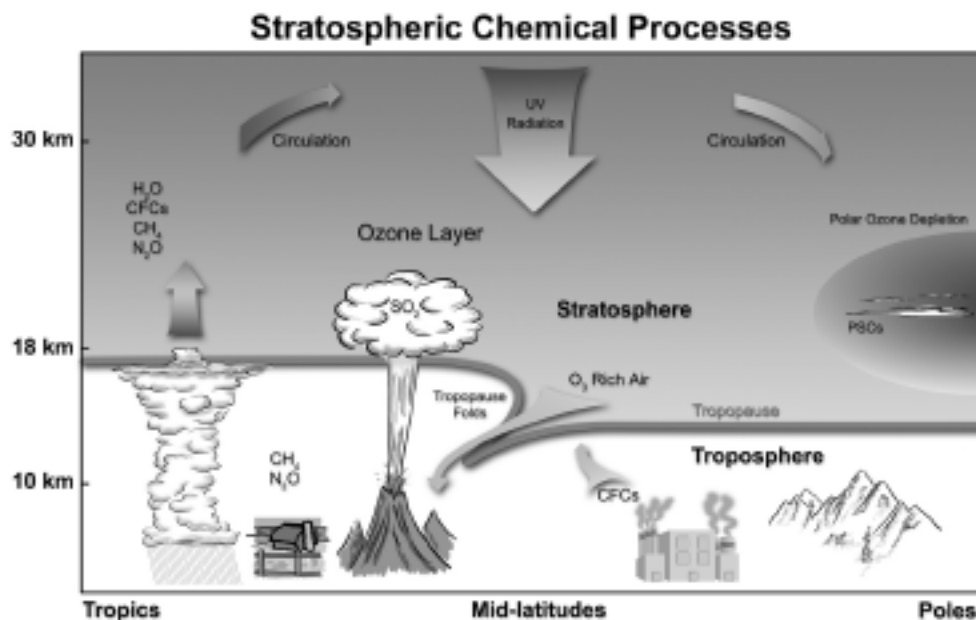 Stratospheric Chemical Processes
30 km
18 km
10 km
Circulation
UV
Radiation
Circulation
H₂O
CFCs
CH₄
N₂O
Ozone Layer
Polar Ozone Depletion
SO₂
Stratosphere
PSCs
O₃ Rich Air
Tropopause
Folds
Tropopause
Troposphere
CH₄
N₂O
CFCs
Tropics
Mid-latitudes
Poles